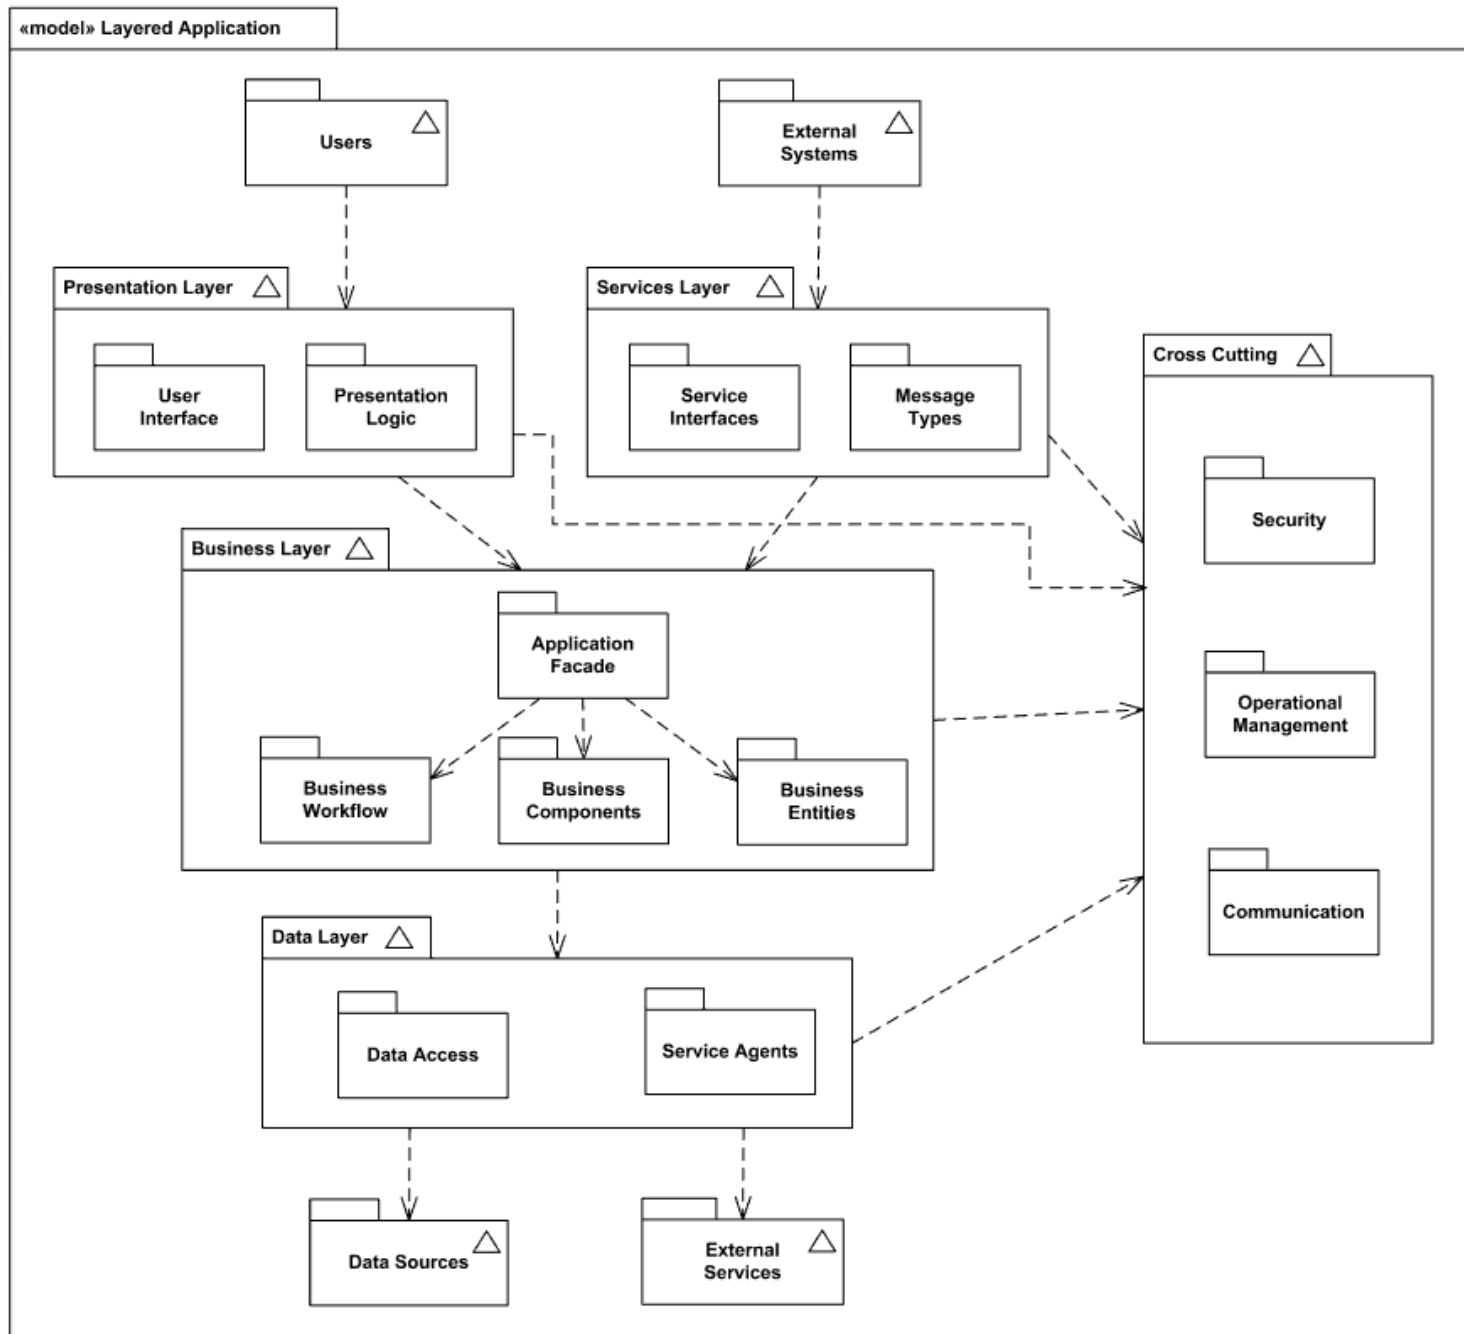 «model» Layered Application
Users
External
Systems
Presentation Layer
Services Layer
User
Interface
Presentation
Logic
Service
Interfaces
Message
Types
Cross Cutting
Security
Business Layer
Application
Facade
Operational
Management
Business
Workflow
Business
Components
Business
Entities
Communication
Data Layer
Data Access
Service Agents
Data Sources
External
Services